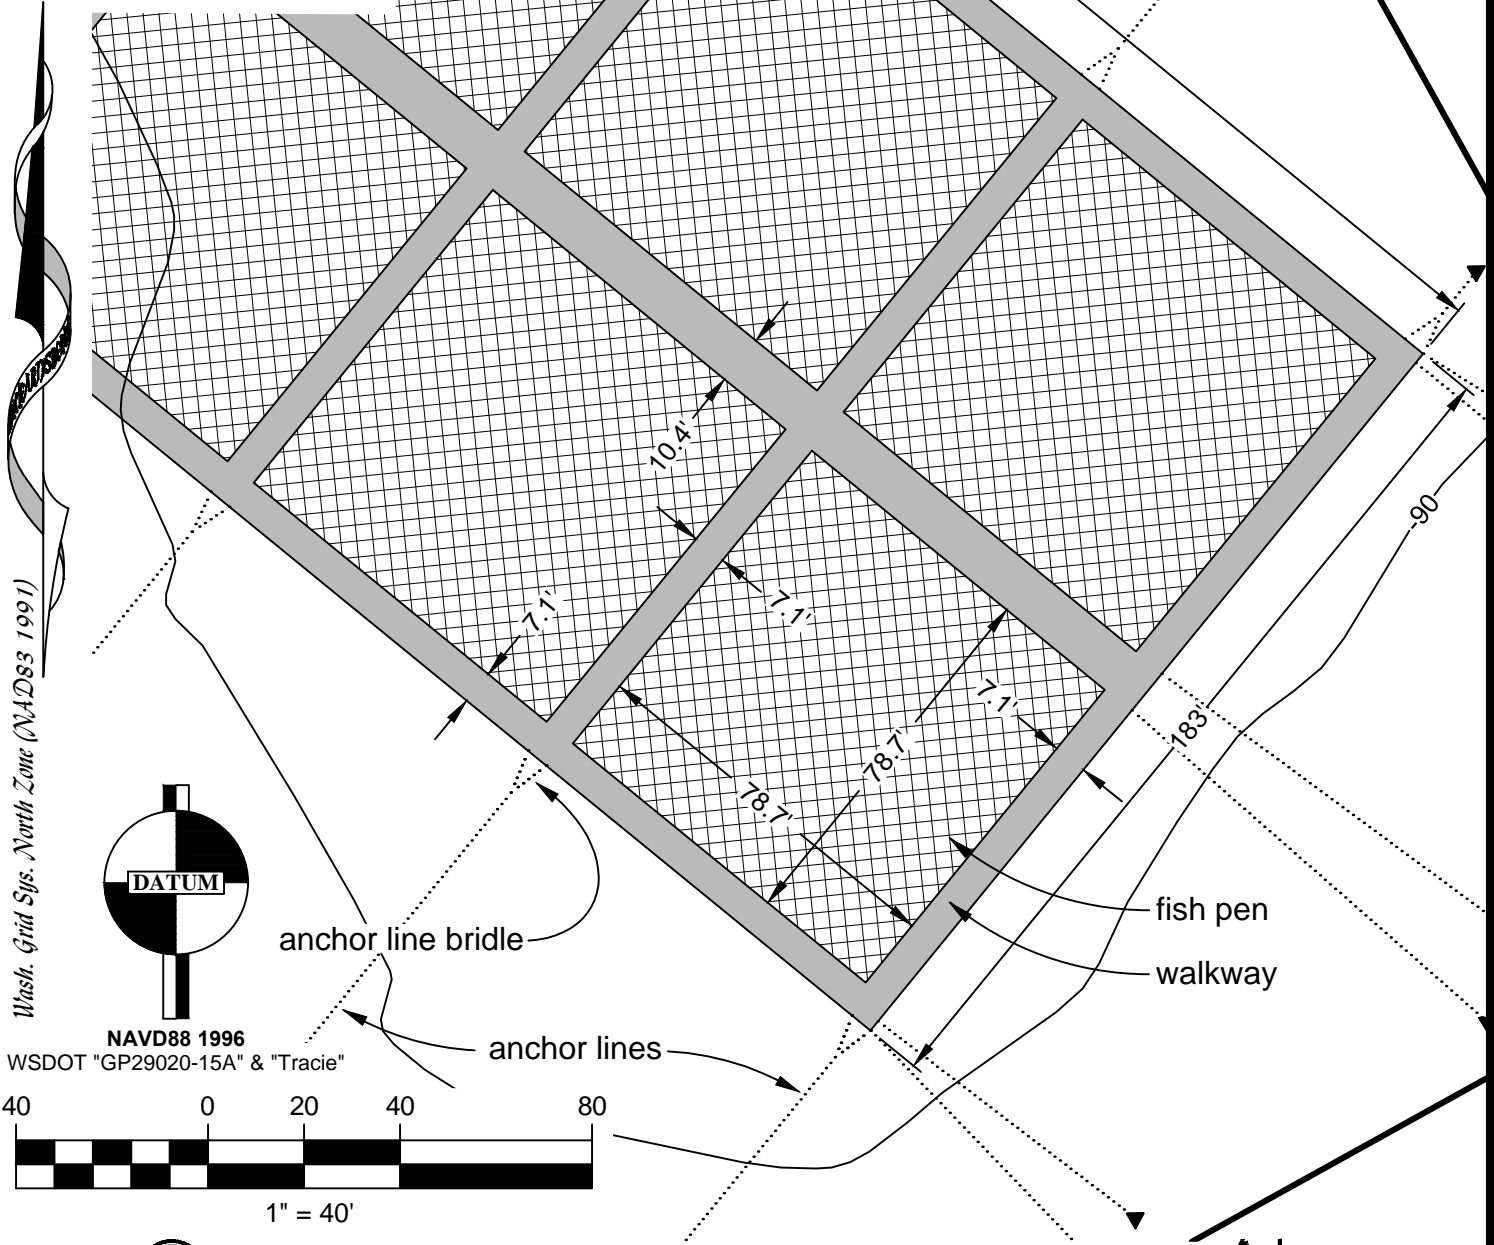 10.4'
90
7.1'
7.1'
7.1'
183'
78.7'
78.7'
Wash. Grid Sys. North Zone (NAD83 1991)
DATUM
fish pen
anchor line bridle
walkway
NAVD88 1996
anchor lines
WSDOT "GP29020-15A" & "Tracie"
40 0 20 40 80
1" = 40'